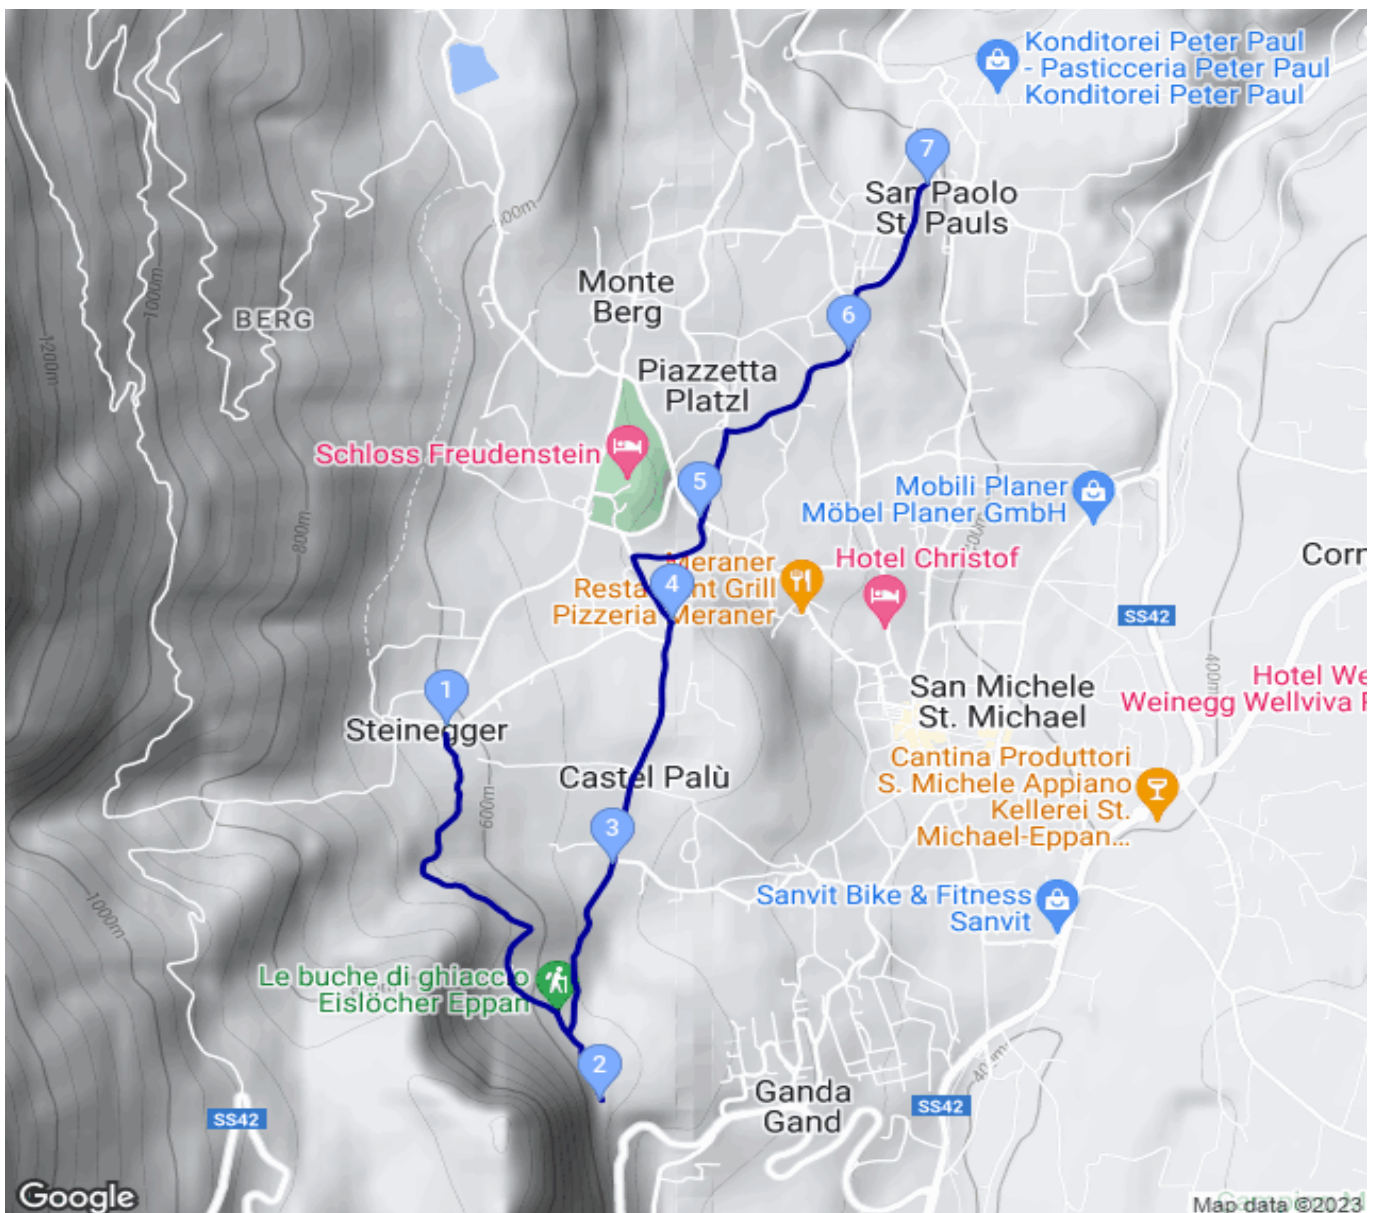 Konditorei Peter Paul
- Pasticceria Peter Paul
Konditorei Peter Paul
7
San Paolo
St. Pauls
600m
1000m
Monte
Berg
BERG
6
1200m
Piazzetta
Platzl
Schloss Freudenstein
5
Mobili Planer
Möbel Planer GmbH
800m
Meraner
Restaurant Grill
Pizzeria Meraner
4
Hotel Christof
SS42
400m
Hotel We
Weinegg Wellviva
San Michele
St. Michael
1
Steinegger
Castel Palù
Cantina Produttori
S. Michele Appiano
Kellerei St.
Michael-Eppan...
600m
3
1000m
Sanvit Bike & Fitness
Sanvit
Le buche di ghiaccio
Eislöcher Eppan
2
400m
Ganda
Gand
SS42
SS42
Google
Map data ©2023